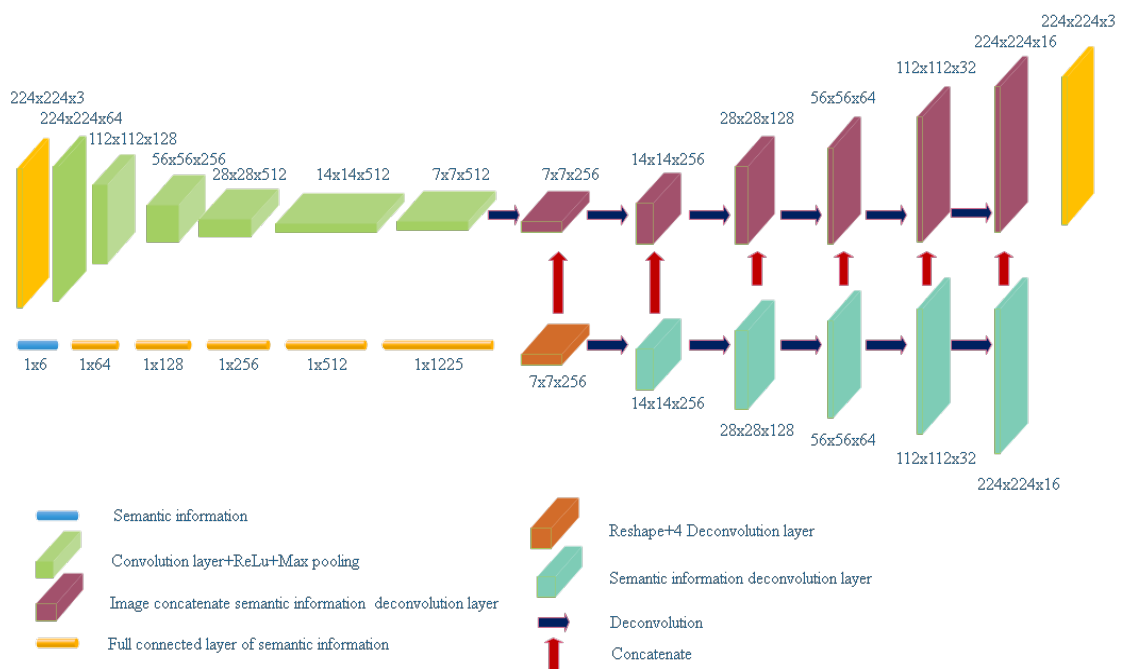 224x224x3
224x224x64
112x112x128
56x56x256
28x28x512
14x14x512
7x7x512
7x7x256
14x14x256
28x28x128
56x56x64
112x112x32
224x224x16
224x224x3
1x6
1x64
1x128
1x256
1x512
1x1225
7x7x256
14x14x256
28x28x128
56x56x64
112x112x32
224x224x16
Semantic information
Convolution layer+ReLu+Max pooling
Image concatenate semantic information deconvolution layer
Full connected layer of semantic information
Reshape+4 Deconvolution layer
Semantic information deconvolution layer
Deconvolution
Concatenate